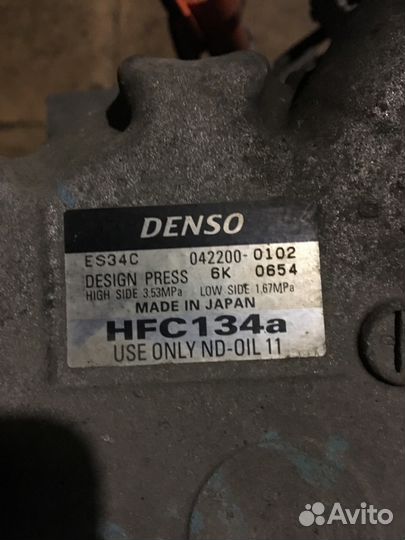 DENSO
ES34C 042200-0102
DESIGN PRESS 6K 0654
HIGH SIDE 3.53MPa LOW SIDE 1.67MPa
MADE IN JAPAN
HFC134a
USE ONLY ND-OIL 11
Avito